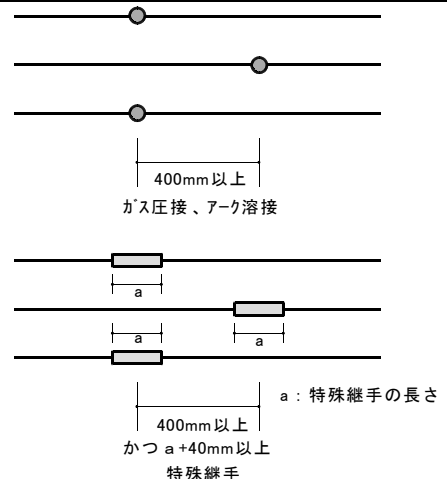 400mm以上
ガス圧接、アーク溶接
a
a
a
a：特殊継手の長さ
400mm以上
かつa+40mm以上
特殊継手